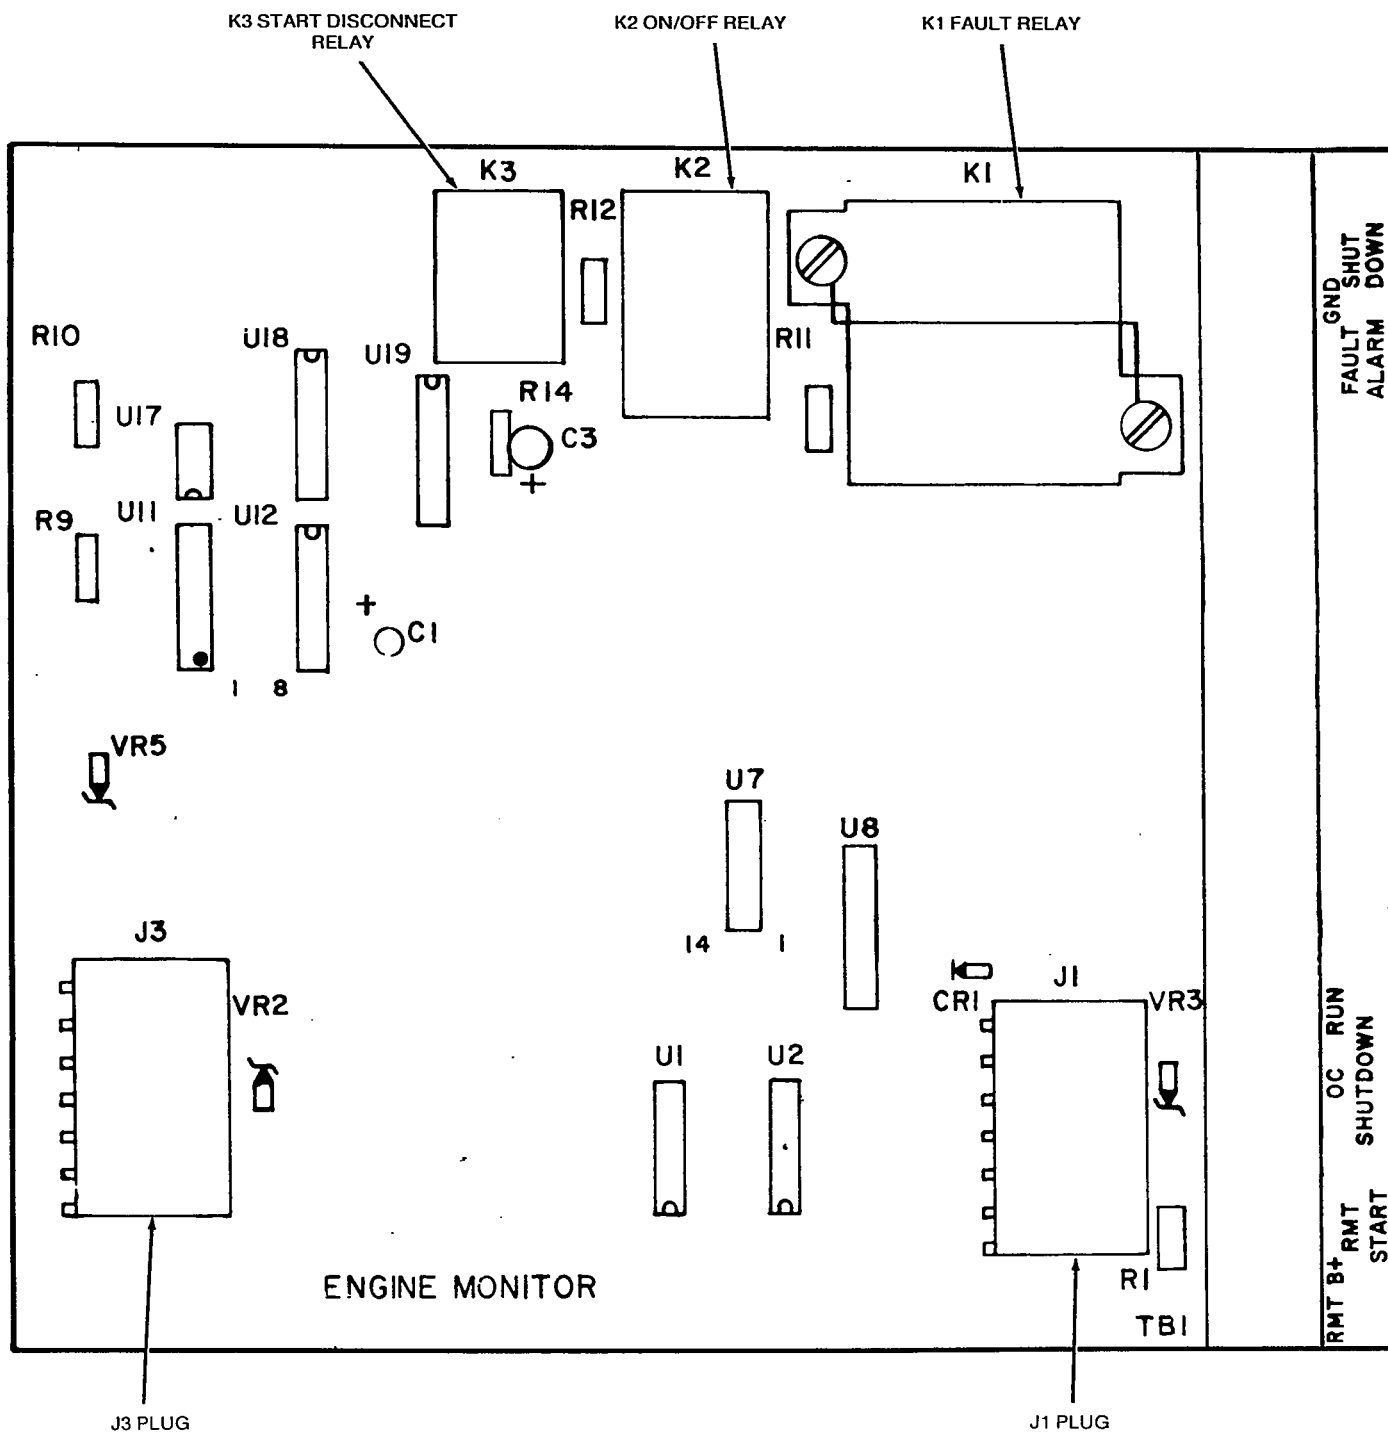 K3 START DISCONNECT
RELAY
K2 ON/OFF RELAY
K1 FAULT RELAY
K3
K2
K1
R12
R10
U18
U19
R11
R14
U17
C3
R9
U11
U12
C1
1 8
VR5
U7
U8
J3
14 1
VR2
CR1
J1
VR3
U1
U2
R1
ENGINE MONITOR
TB1
GND
SHUT
DOWN
FAULT
ALARM
RUN
OC
SHUTDOWN
RMT
START
RMT B+
J3 PLUG
J1 PLUG